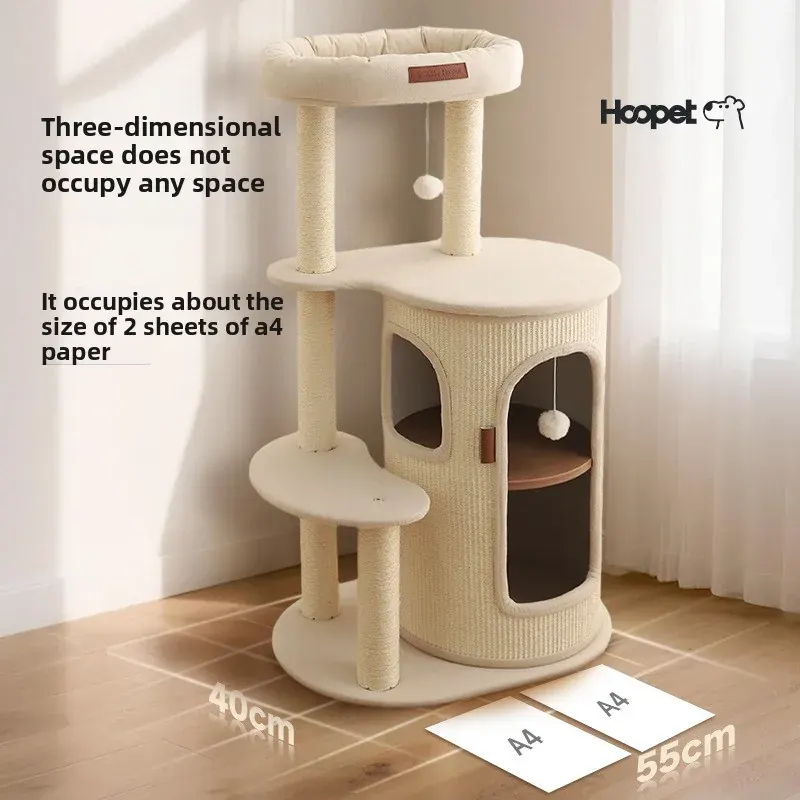 Three-dimensional
space does not
occupy any space
Hoopet
It occupies about the
size of 2 sheets of a4
paper
40cm
A4
A4
55cm